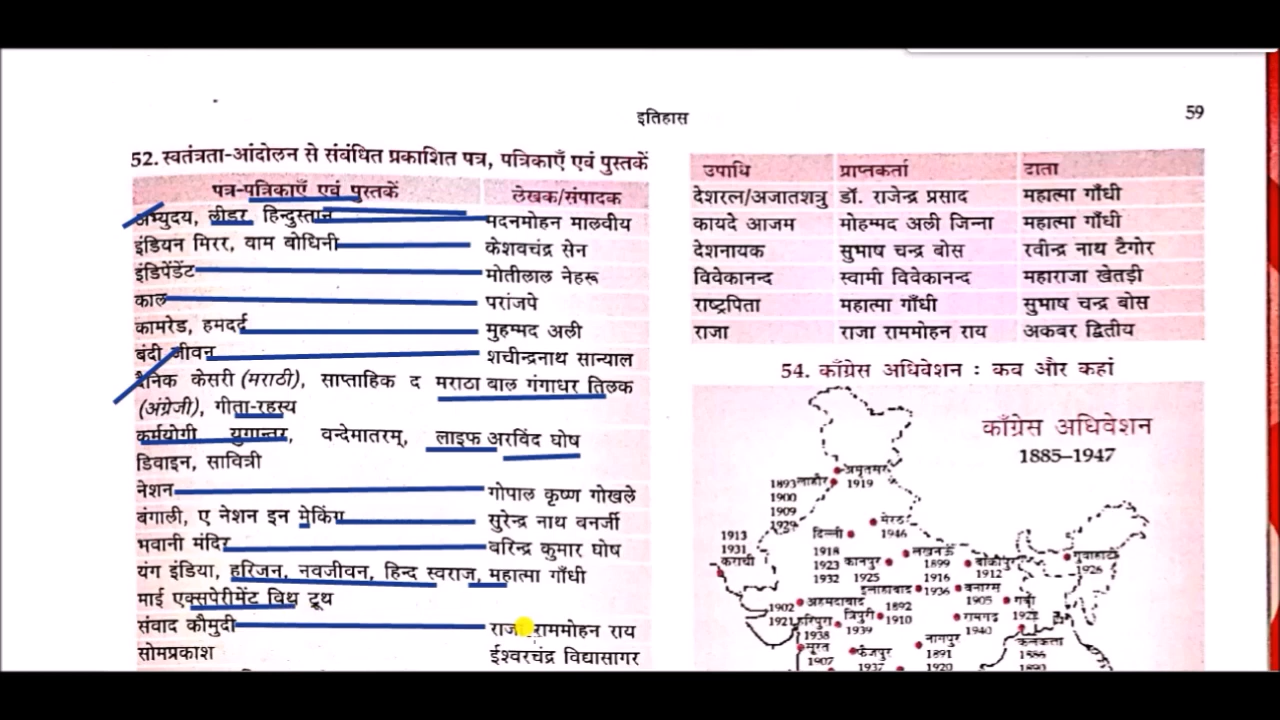 इतिहास
59
52. स्वतंत्रता-आंदोलन से संबंधित प्रकाशित पत्र, पत्रिकाएँ एवं पुस्तकें
पत्र-पत्रिकाएँ एवं पुस्तकें लेखक/संपादक
अभ्युदय, लीडर, हिन्दुस्तान मदनमोहन मालवीय
इंडियन मिरर, वाम बोधिनी केशवचंद्र सेन
इंडिपेंडेंट मोतीलाल नेहरू
काल परांजपे
कामरेड, हमदर्द मुहम्मद अली
बंदी जीवन शचीन्द्रनाथ सान्याल
दैनिक केसरी (मराठी), साप्ताहिक द मराठा बाल गंगाधर तिलक
(अंग्रेजी), गीता-रहस्य
कर्मयोगी युगान्तर, वन्देमातरम्, लाइफ अरविंद घोष
डिवाइन, सावित्री
नेशन गोपाल कृष्ण गोखले
बंगाली, ए नेशन इन मेकिंग सुरेन्द्र नाथ बनर्जी
भवानी मंदिर बरिन्द्र कुमार घोष
यंग इंडिया, हरिजन, नवजीवन, हिन्द स्वराज, महात्मा गाँधी
माई एक्सपेरीमेंट विथ ट्रूथ
संवाद कौमुदी राजा राममोहन राय
सोमप्रकाश ईश्वरचंद्र विद्यासागर
उपाधि प्राप्नकर्ता दाता
देशरत्न/अजातशत्रु डॉ. राजेन्द्र प्रसाद महात्मा गाँधी
कायदे आजम मोहम्मद अली जिन्ना महात्मा गाँधी
देशनायक सुभाष चन्द्र बोस रवीन्द्र नाथ टैगोर
विवेकानन्द स्वामी विवेकानन्द महाराजा खेतड़ी
राष्ट्रपिता महात्मा गाँधी सुभाष चन्द्र बोस
राजा राजा राममोहन राय अकबर द्वितीय
54. काँग्रेस अधिवेशन : कब और कहां
काँग्रेस अधिवेशन
1885–1947
अमृतसर
1919
1893 लाहौर
1900
1909
1929
मेरठ
1946
दिल्ली
1918
1923
1932
1913
1931
कराची
कानपुर
1925
लखनऊ
1899
1916
1936
बाँकीपुर
1912
गुवाहाटी
1926
इलाहाबाद
1892
1910
बनारस
1905
गया
1922
1902 अहमदाबाद
1921
हरिपुरा
1938
त्रिपुरी
1939
रामगढ़
1940
कलकत्ता
1886
1890
सूरत
1907
फैजपुर
1937
नागपुर
1891
1920